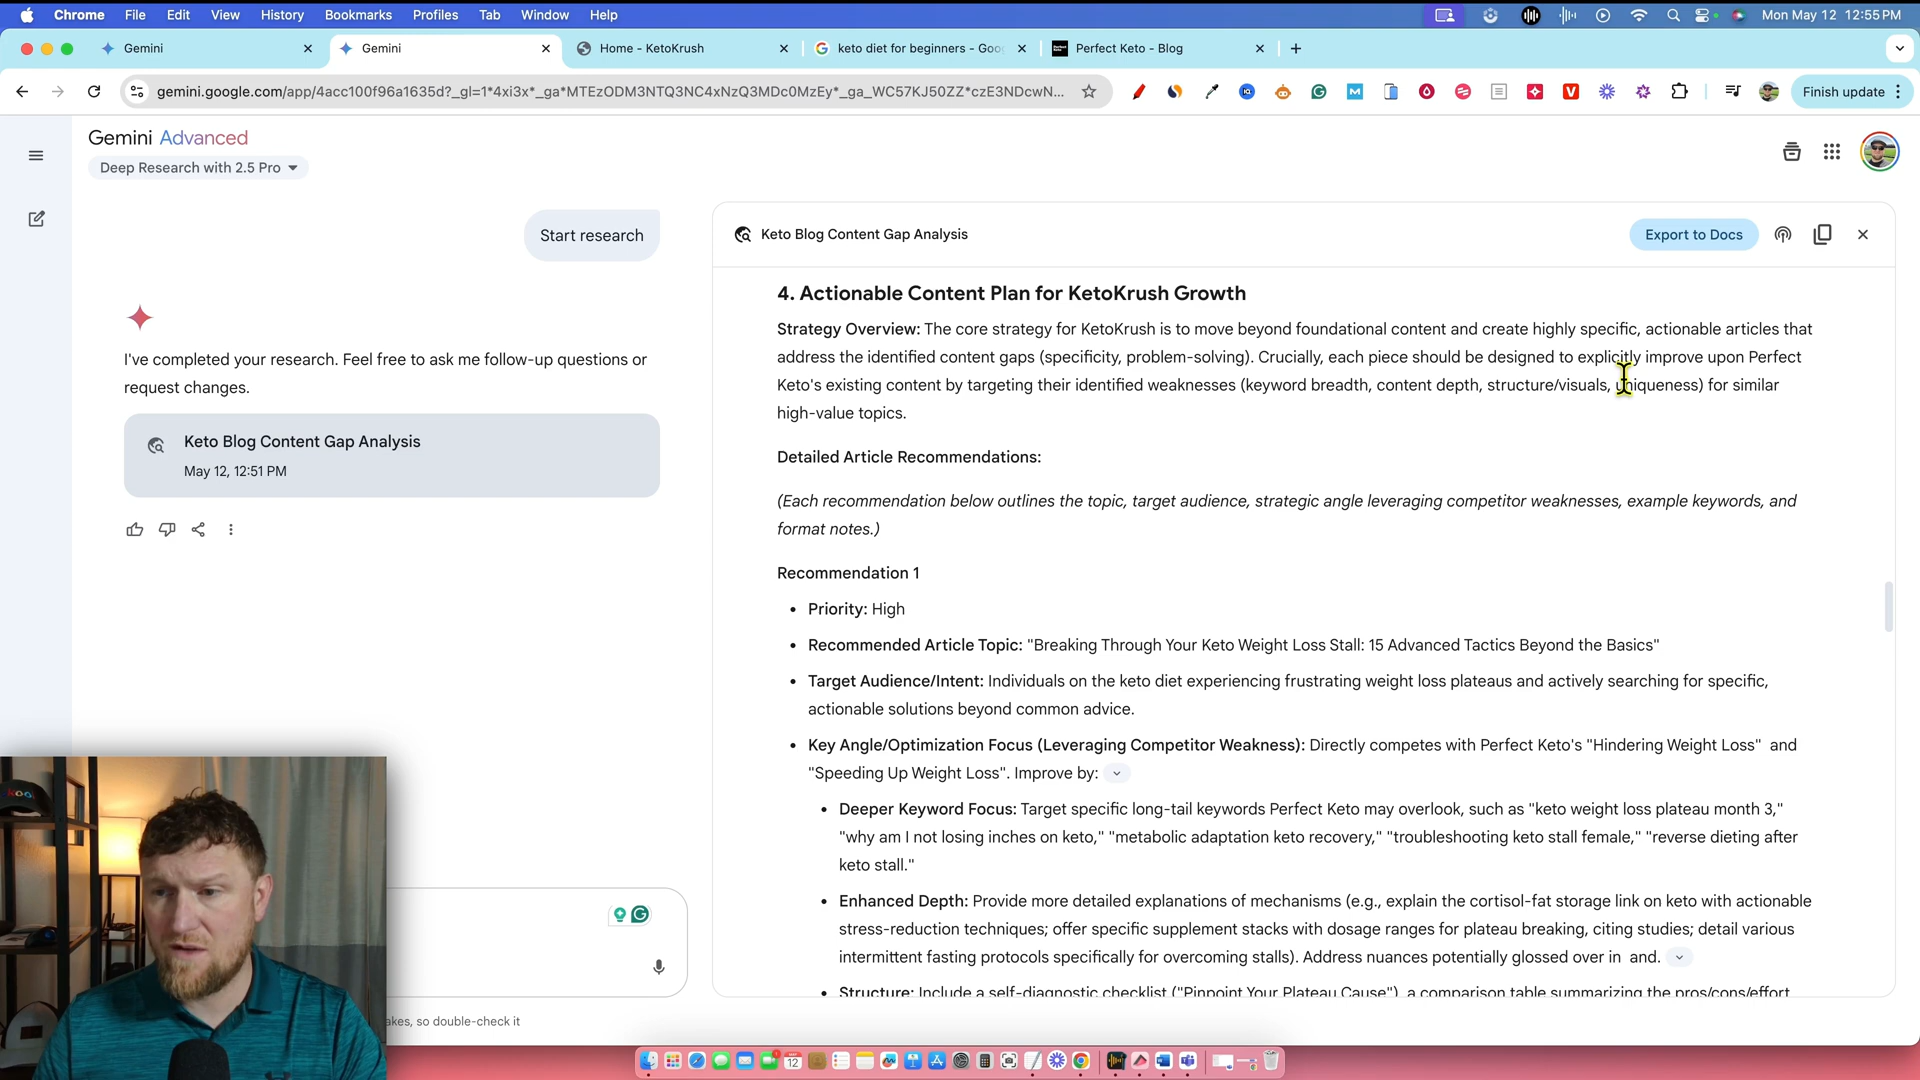 Chrome File Edit View History Bookmarks Profiles Tab Window Help Mon May 12 12:55 PM
Gemini Gemini Home - KetoKrush keto diet for beginners - Goo Perfect Keto - Blog
gemini.google.com/app/4acc100f96a1635d?_gl=1*4xi3x*_ga*MTEzODM3NTQ3NC4xNzQ3MDc0MzEy*_ga_WC57KJ50ZZ*czE3NDcwN... Finish update
Gemini Advanced
Deep Research with 2.5 Pro
Start research
I've completed your research. Feel free to ask me follow-up questions or
request changes.
Keto Blog Content Gap Analysis
May 12, 12:51 PM
akes, so double-check it
Keto Blog Content Gap Analysis
Export to Docs
4. Actionable Content Plan for KetoKrush Growth
Strategy Overview: The core strategy for KetoKrush is to move beyond foundational content and create highly specific, actionable articles that
address the identified content gaps (specificity, problem-solving). Crucially, each piece should be designed to explicitly improve upon Perfect
Keto's existing content by targeting their identified weaknesses (keyword breadth, content depth, structure/visuals, uniqueness) for similar
high-value topics.
Detailed Article Recommendations:
(Each recommendation below outlines the topic, target audience, strategic angle leveraging competitor weaknesses, example keywords, and
format notes.)
Recommendation 1
• Priority: High
• Recommended Article Topic: "Breaking Through Your Keto Weight Loss Stall: 15 Advanced Tactics Beyond the Basics"
• Target Audience/Intent: Individuals on the keto diet experiencing frustrating weight loss plateaus and actively searching for specific,
actionable solutions beyond common advice.
• Key Angle/Optimization Focus (Leveraging Competitor Weakness): Directly competes with Perfect Keto's "Hindering Weight Loss" and
"Speeding Up Weight Loss". Improve by:
• Deeper Keyword Focus: Target specific long-tail keywords Perfect Keto may overlook, such as "keto weight loss plateau month 3,"
"why am I not losing inches on keto," "metabolic adaptation keto recovery," "troubleshooting keto stall female," "reverse dieting after
keto stall."
• Enhanced Depth: Provide more detailed explanations of mechanisms (e.g., explain the cortisol-fat storage link on keto with actionable
stress-reduction techniques; offer specific supplement stacks with dosage ranges for plateau breaking, citing studies; detail various
intermittent fasting protocols specifically for overcoming stalls). Address nuances potentially glossed over in and.
• Structure: Include a self-diagnostic checklist ("Pinpoint Your Plateau Cause"), a comparison table summarizing the pros/cons/effort